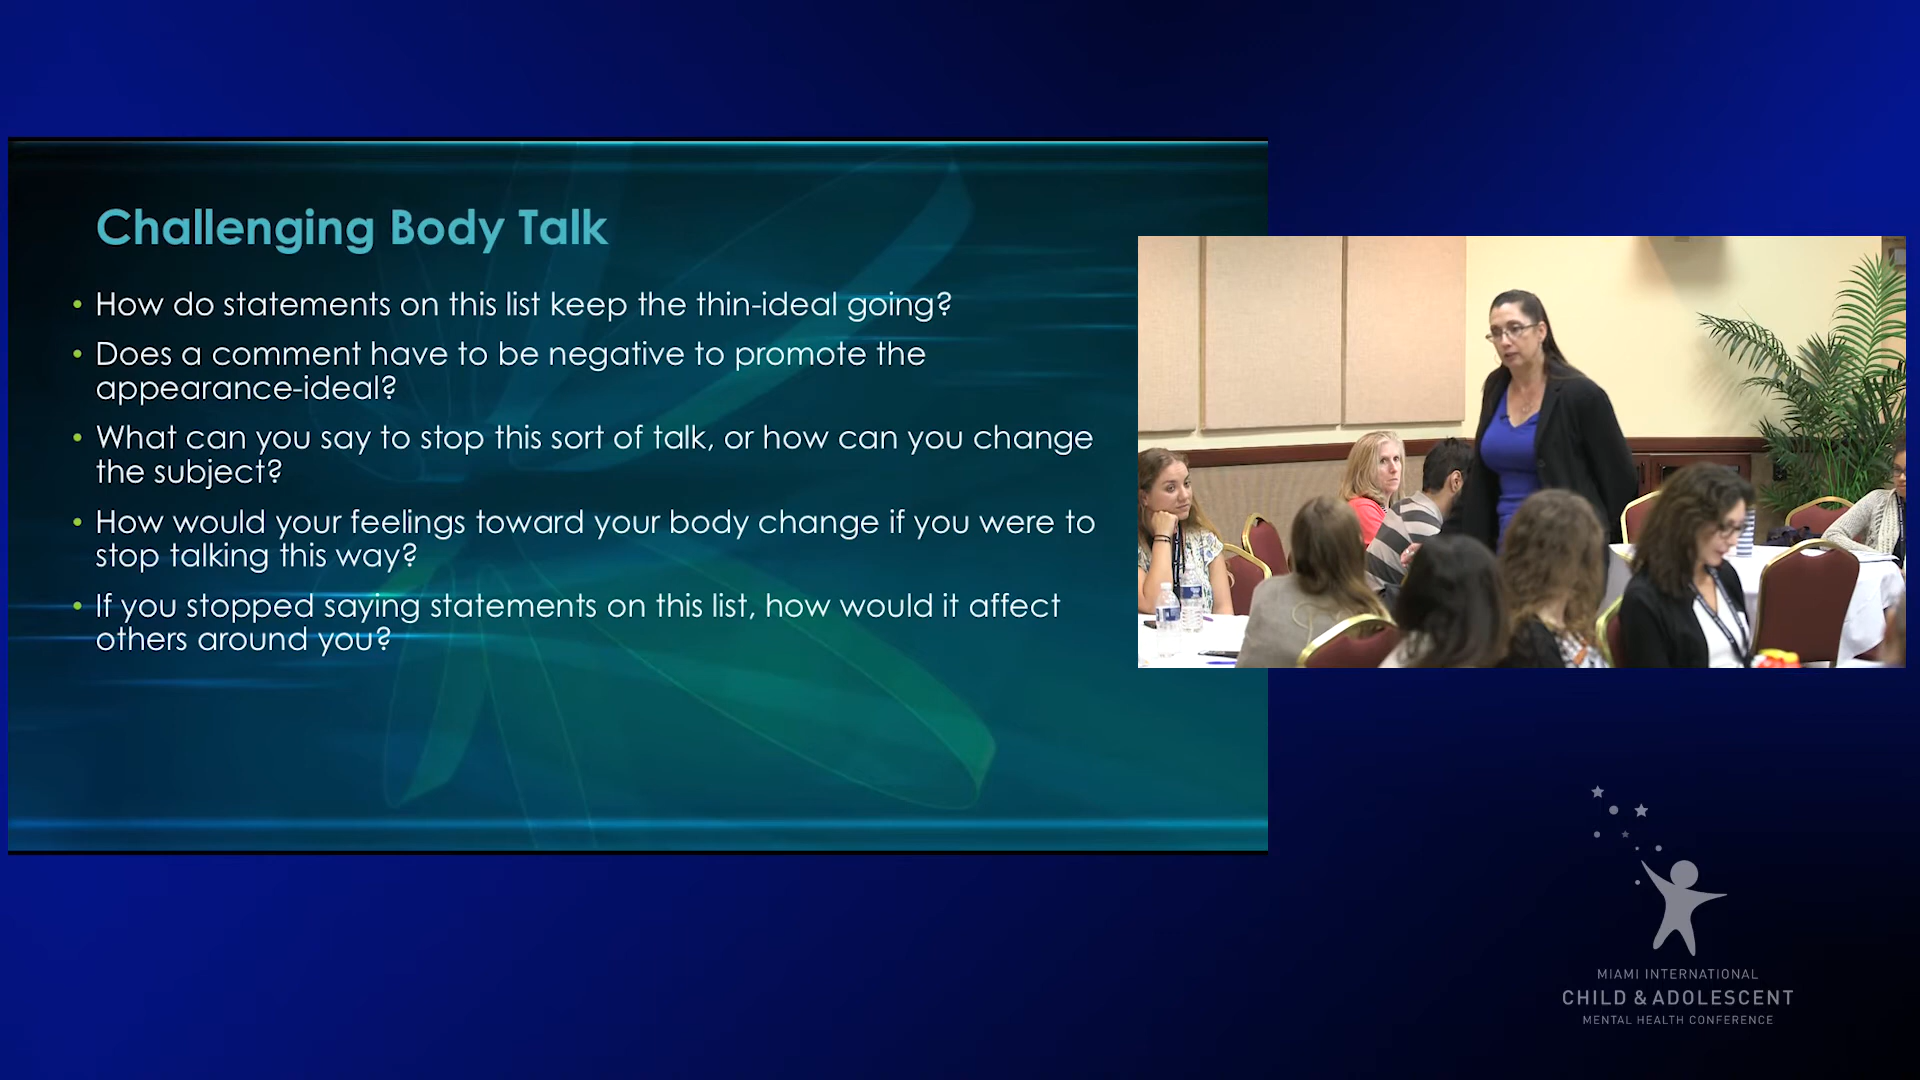 Challenging Body Talk
• How do statements on this list keep the thin-ideal going?
• Does a comment have to be negative to promote the
appearance-ideal?
• What can you say to stop this sort of talk, or how can you change
the subject?
• How would your feelings toward your body change if you were to
stop talking this way?
• If you stopped saying statements on this list, how would it affect
others around you?
MIAMI INTERNATIONAL
CHILD & ADOLESCENT
MENTAL HEALTH CONFERENCE